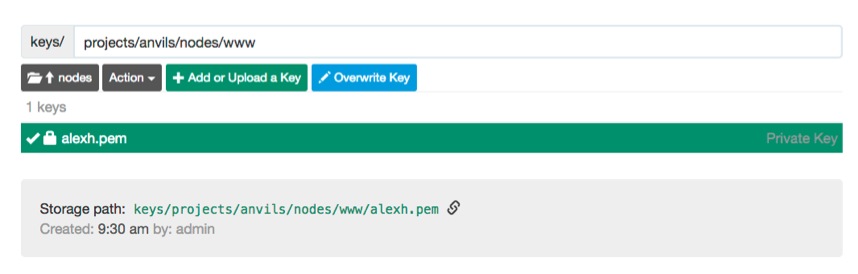 keys/ projects/anvils/nodes/www
nodes Action Add or Upload a Key Overwrite Key
1 keys
alexh.pem Private Key
Storage path: keys/projects/anvils/nodes/www/alexh.pem
Created: 9:30 am by: admin